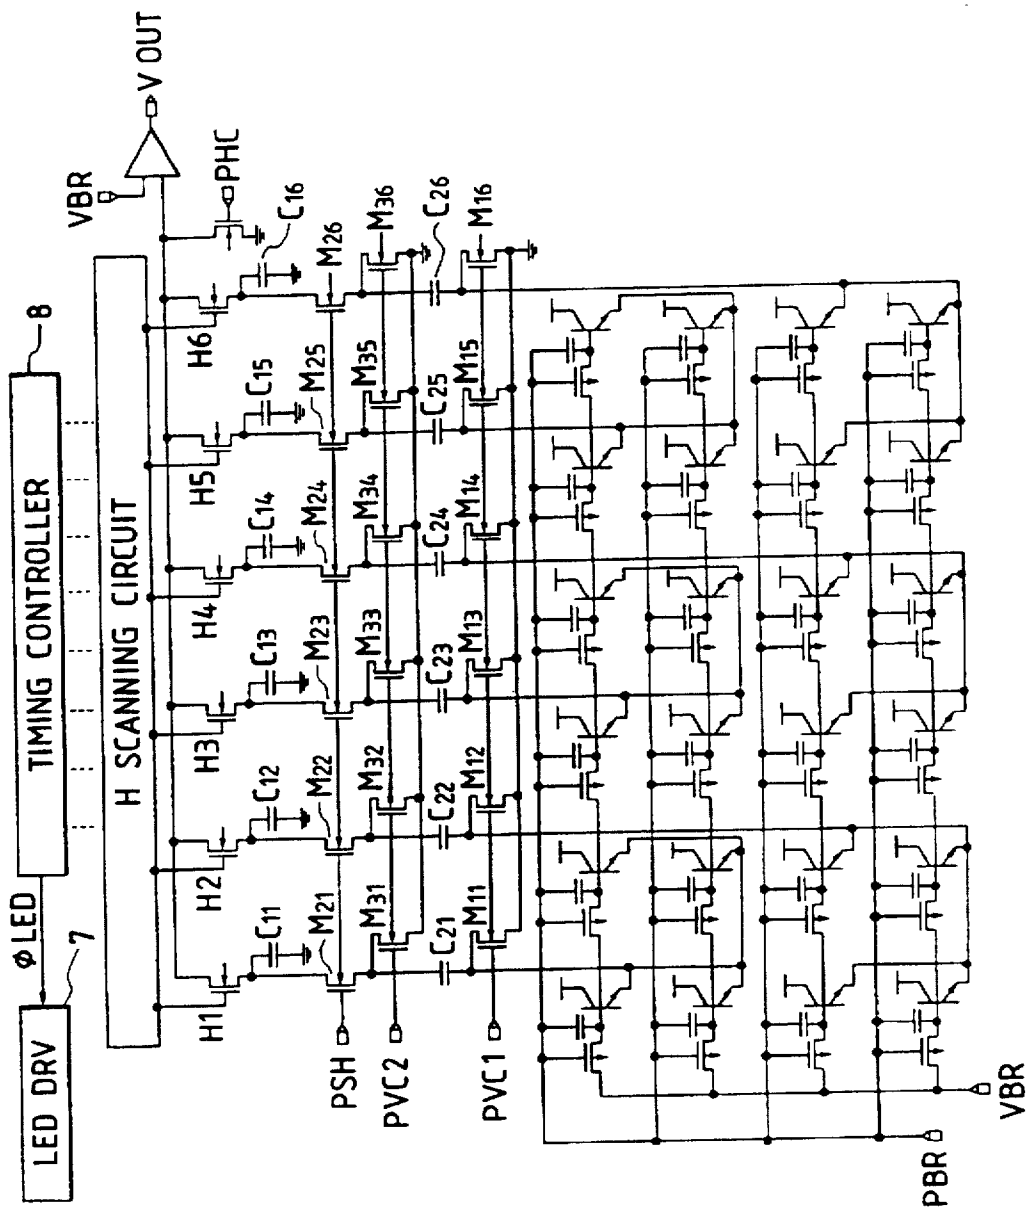 LED DRV
7
Φ LED
TIMING CONTROLLER
8
H SCANNING CIRCUIT
VBR
V OUT
PHC
H1
H2
H3
H4
H5
H6
C11
C12
C13
C14
C15
C16
M21
M22
M23
M24
M25
M26
PSH
M31
M32
M33
M34
M35
M36
PVC2
C21
C22
C23
C24
C25
C26
M11
M12
M13
M14
M15
M16
PVC1
PBR
VBR